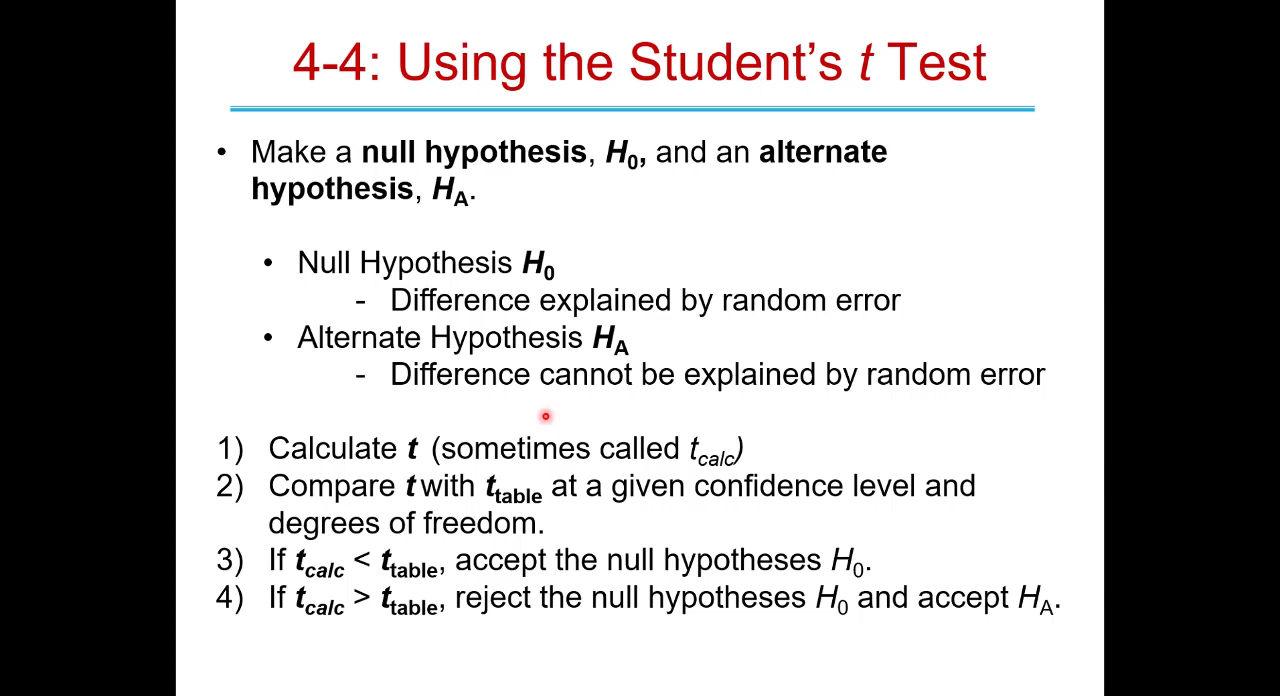 4-4: Using the Student’s t Test
• Make a null hypothesis, H0, and an alternate
hypothesis, HA.
• Null Hypothesis H0
- Difference explained by random error
• Alternate Hypothesis HA
- Difference cannot be explained by random error
1) Calculate t (sometimes called tcalc)
2) Compare t with ttable at a given confidence level and
degrees of freedom.
3) If tcalc < ttable, accept the null hypotheses H0.
4) If tcalc > ttable, reject the null hypotheses H0 and accept HA.